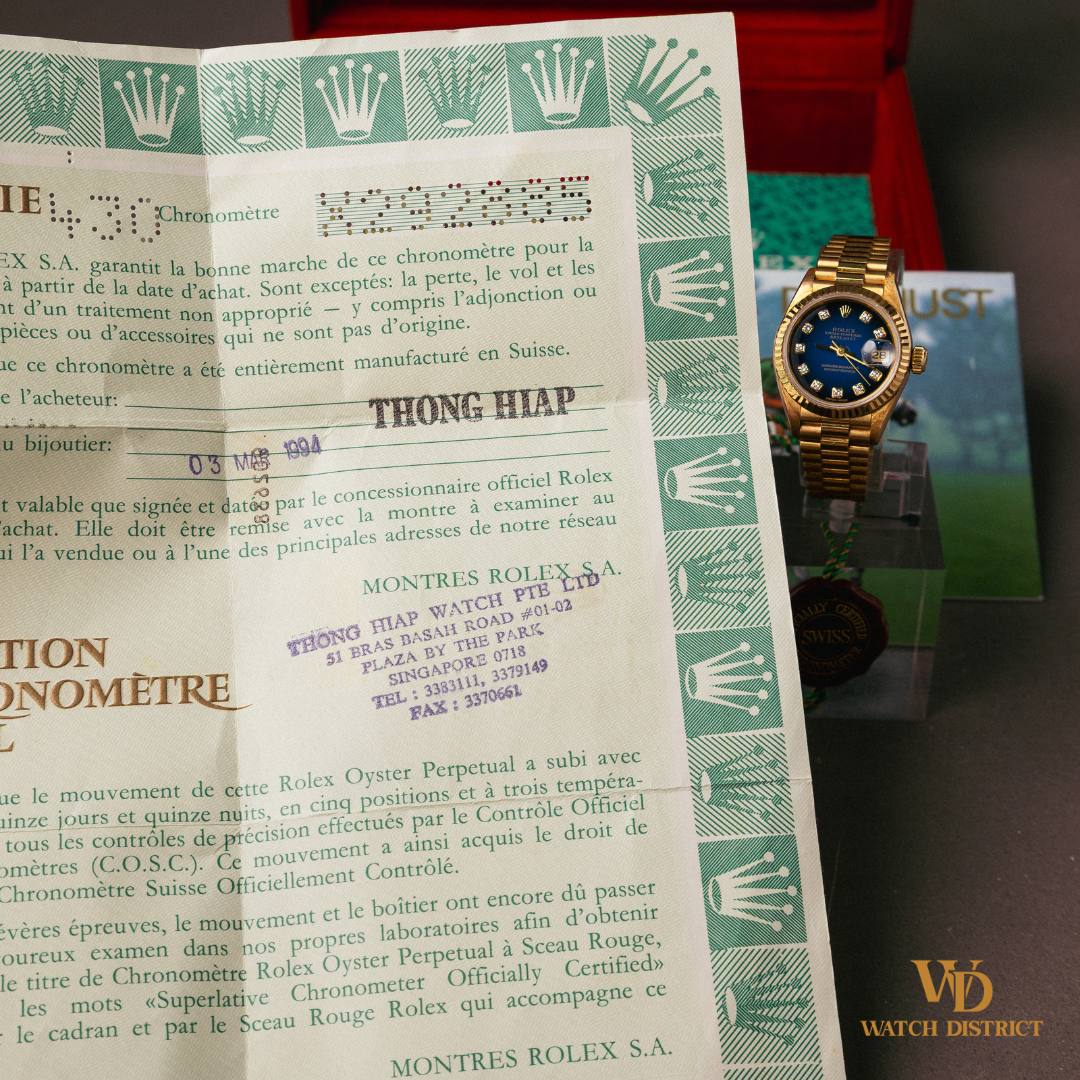 IE 430 Chronomètre X242885
EX S.A. garantit la bonne marche de ce chronomètre pour la
à partir de la date d'achat. Sont exceptés: la perte, le vol et les
nt d'un traitement non approprié – y compris l'adjonction ou
pièces ou d'accessoires qui ne sont pas d'origine.
ue ce chronomètre a été entièrement manufacturé en Suisse.
e l'acheteur:
THONG HIAP
u bijoutier:
03 MAR 1994
t valable que signée et datée par le concessionnaire officiel Rolex
'achat. Elle doit être remise avec la montre à examiner au
ui l'a vendue ou à l'une des principales adresses de notre réseau
MONTRES ROLEX S.A.
THONG HIAP WATCH PTE LTD
51 BRAS BASAH ROAD #01-02
PLAZA BY THE PARK
SINGAPORE 0718
TEL : 3383111, 3379149
FAX : 3370661
TION
ONOMÈTRE
L
ue le mouvement de cette Rolex Oyster Perpetual a subi avec
uinze jours et quinze nuits, en cinq positions et à trois tempéra-
tous les contrôles de précision effectués par le Contrôle Officiel
omètres (C.O.S.C.). Ce mouvement a ainsi acquis le droit de
Chronomètre Suisse Officiellement Contrôlé.
évères épreuves, le mouvement et le boîtier ont encore dû passer
oureux examen dans nos propres laboratoires afin d'obtenir
le titre de Chronomètre Rolex Oyster Perpetual à Sceau Rouge,
les mots «Superlative Chronometer Officially Certified»
le cadran et par le Sceau Rouge Rolex qui accompagne ce
MONTRES ROLEX S.A.
ROLEX
28
UST
SWISS
WD
WATCH DISTRICT